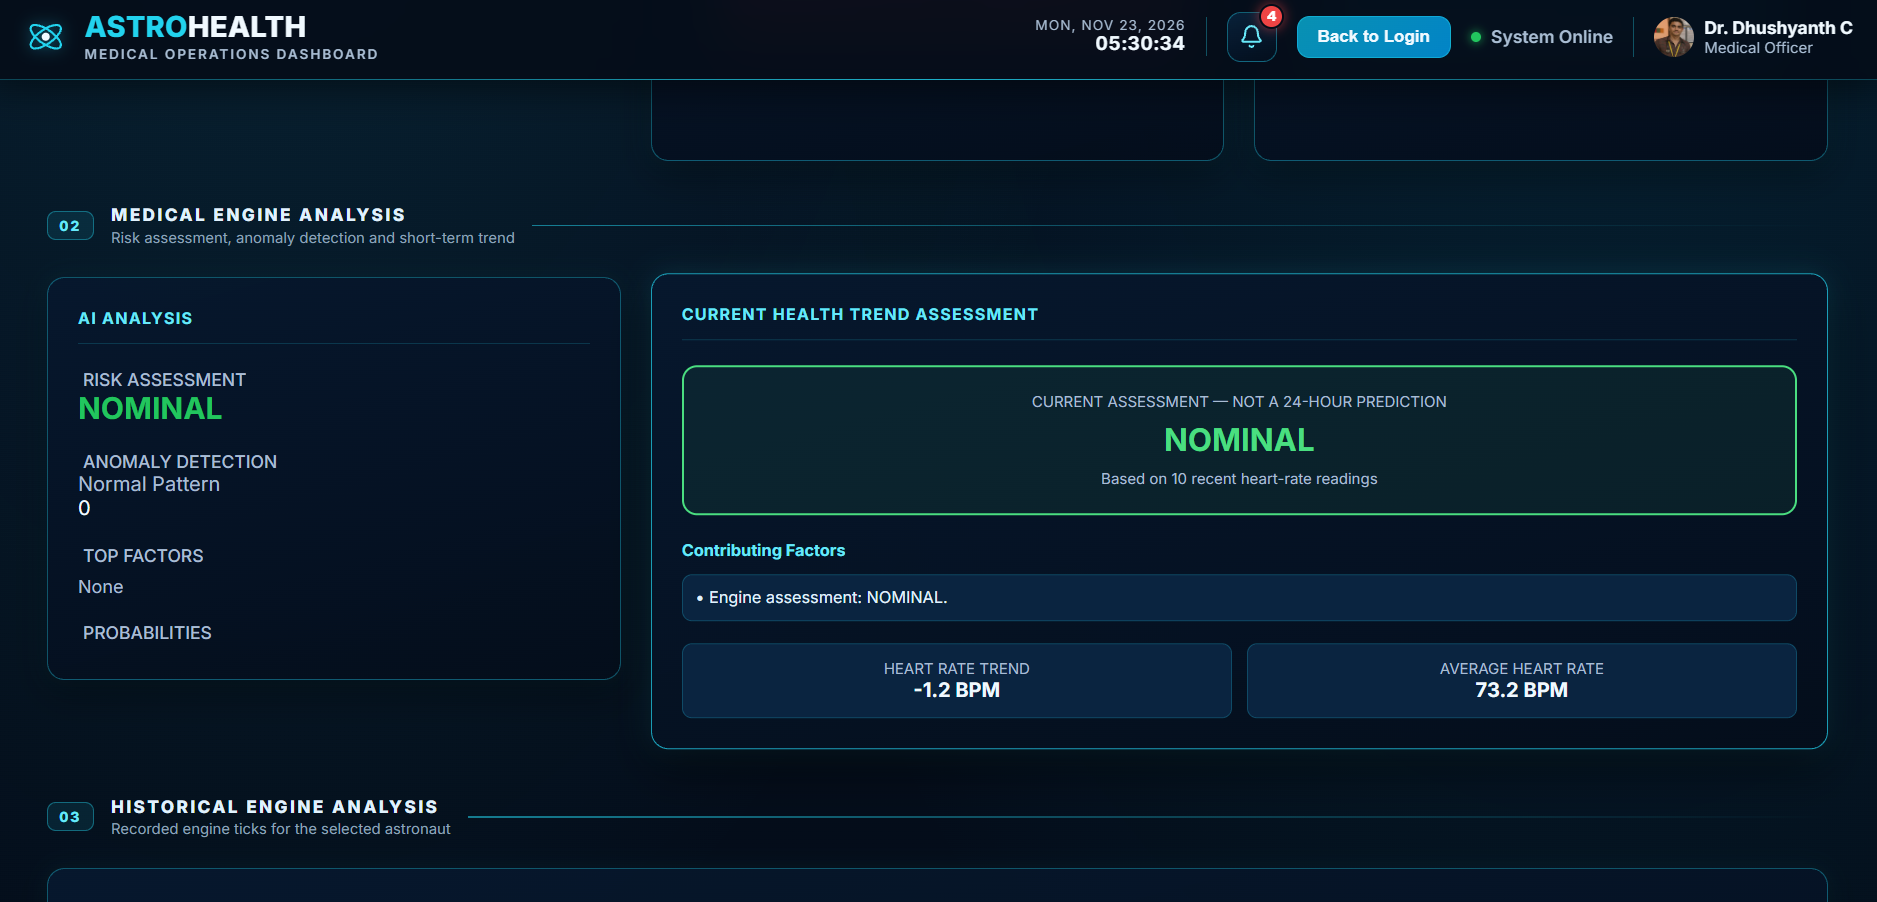 ASTROHEALTH
MEDICAL OPERATIONS DASHBOARD
MON, NOV 23, 2026
05:30:34
4
Back to Login
System Online
Dr. Dhushyanth C
Medical Officer
02
MEDICAL ENGINE ANALYSIS
Risk assessment, anomaly detection and short-term trend
AI ANALYSIS
RISK ASSESSMENT
NOMINAL
ANOMALY DETECTION
Normal Pattern
0
TOP FACTORS
None
PROBABILITIES
CURRENT HEALTH TREND ASSESSMENT
CURRENT ASSESSMENT — NOT A 24-HOUR PREDICTION
NOMINAL
Based on 10 recent heart-rate readings
Contributing Factors
• Engine assessment: NOMINAL.
HEART RATE TREND
-1.2 BPM
AVERAGE HEART RATE
73.2 BPM
03
HISTORICAL ENGINE ANALYSIS
Recorded engine ticks for the selected astronaut